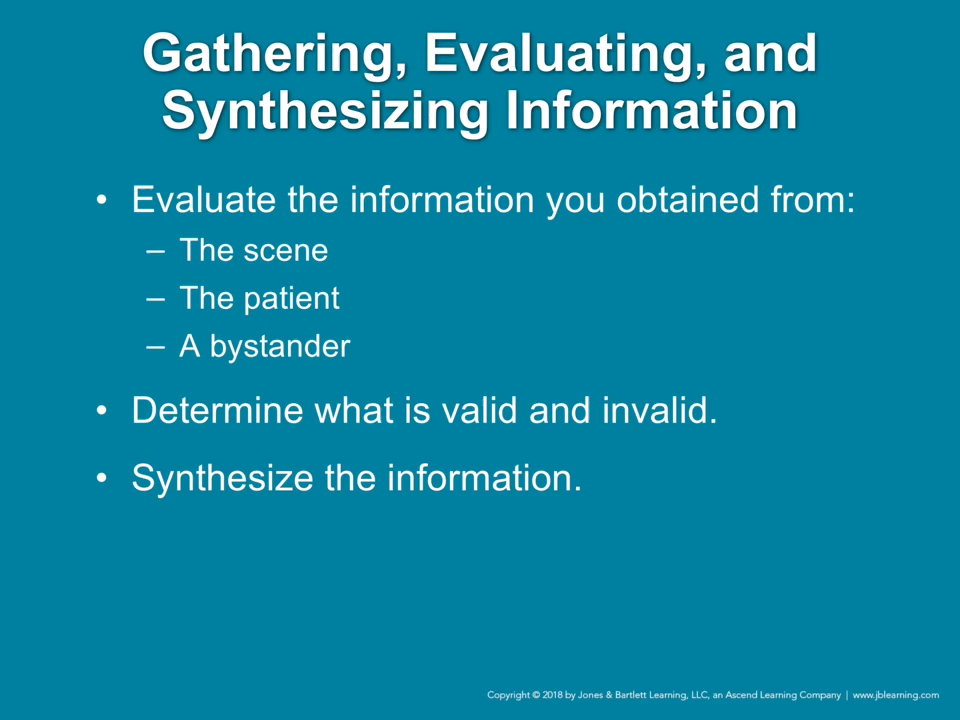 Gathering, Evaluating, and
Synthesizing Information
• Evaluate the information you obtained from:
– The scene
– The patient
– A bystander
• Determine what is valid and invalid.
• Synthesize the information.
Copyright © 2018 by Jones & Bartlett Learning, LLC, an Ascend Learning Company | www.jblearning.com